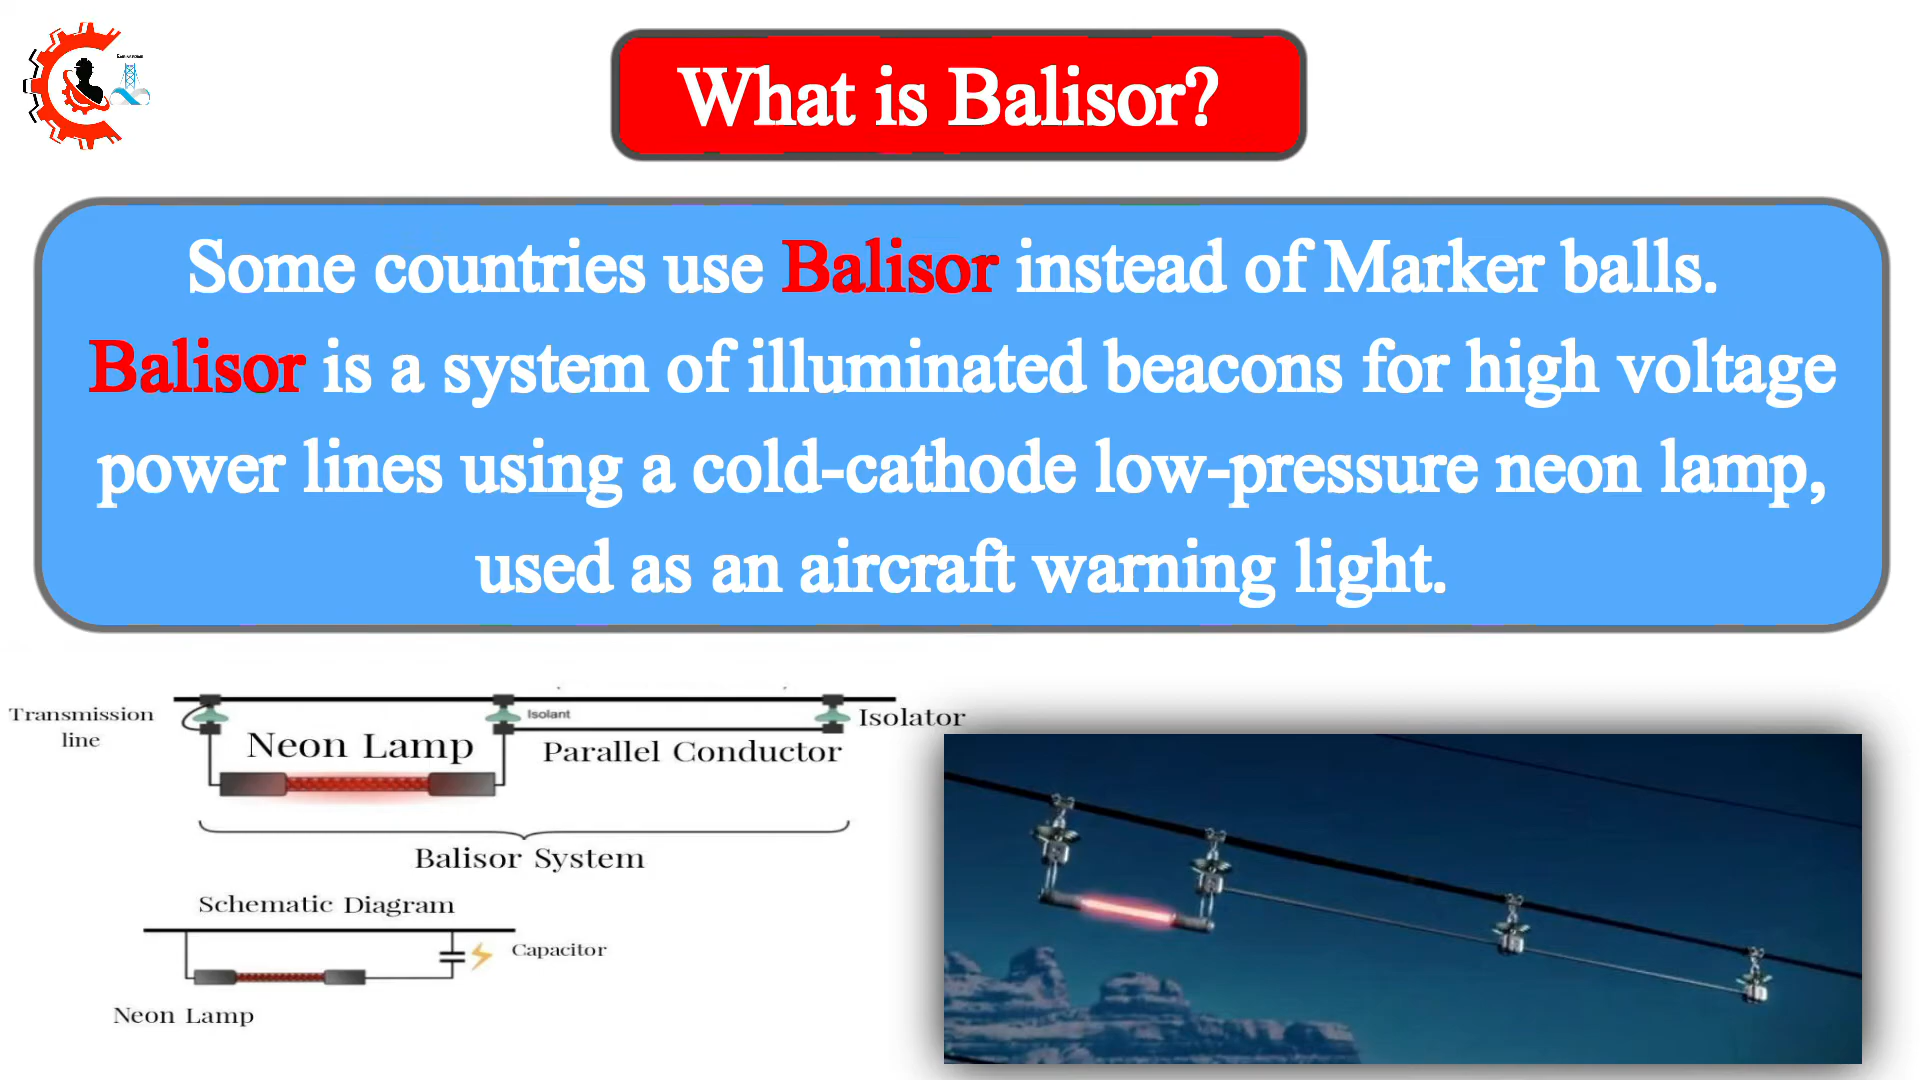 What is Balisor?
Some countries use Balisor instead of Marker balls.
Balisor is a system of illuminated beacons for high voltage
power lines using a cold-cathode low-pressure neon lamp,
used as an aircraft warning light.
Transmission
line
Isolant
Isolator
Neon Lamp
Parallel Conductor
Balisor System
Schematic Diagram
Capacitor
Neon Lamp